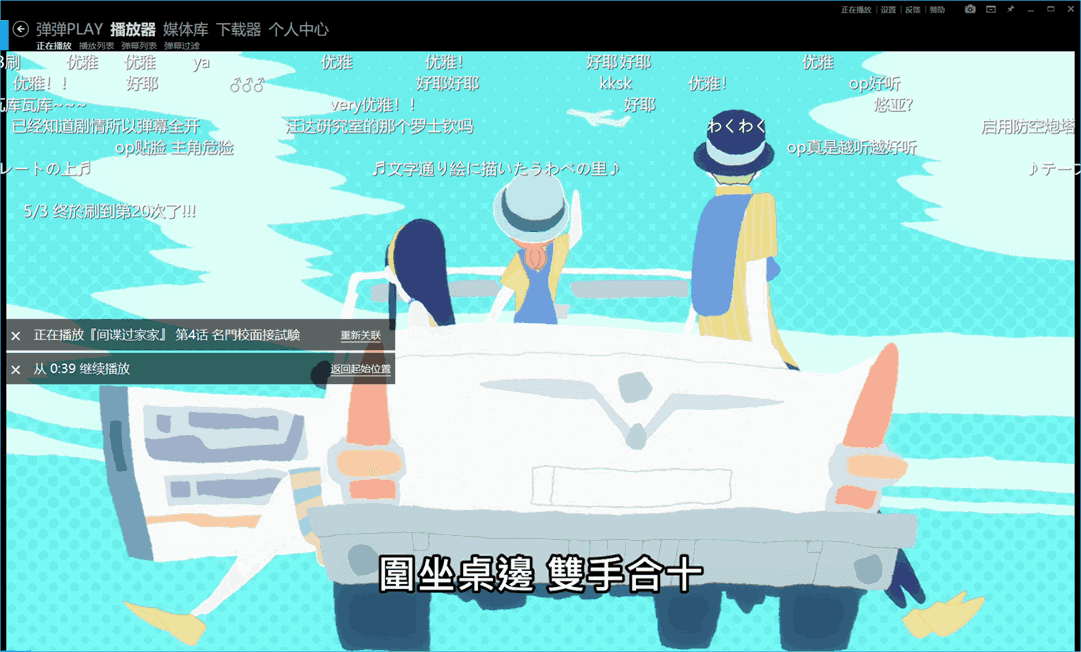 正在播放 | 设置 | 反馈 | 赞助
弹弹PLAY 播放器 媒体库 下载器 个人中心
正在播放 播放列表 弹幕列表 弹幕过滤
刷 优雅 优雅 ya 优雅 优雅! 好耶好耶 优雅
优雅!! 好耶 ♂♂♂ 好耶好耶 kksk 优雅! op好听
瓦库瓦库~~~ very优雅!! 好耶 悠亚?
已经知道剧情所以弹幕全开 汪达研究室的那个罗士钦吗 わくわく 启用防空炮塔
op贴脸 主角危险 op真是越听越好听
レートの上♬ ♬文字通り绘に描いたうわべの里♪ ♪テーブ
5/3 终於刷到第20次了!!!
× 正在播放『间谍过家家』 第4话 名門校面接試験 重新关联
× 从 0:39 继续播放 返回起始位置
圍坐桌邊 雙手合十